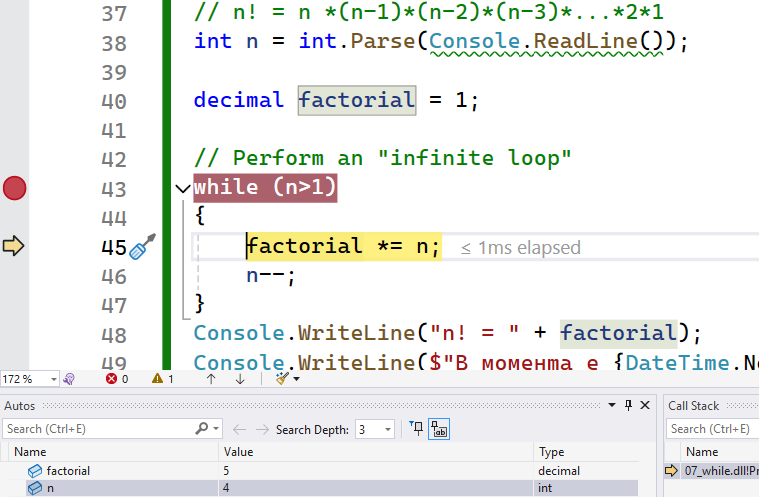 37 // n! = n *(n-1)*(n-2)*(n-3)*...*2*1
38 int n = int.Parse(Console.ReadLine());
39
40 decimal factorial = 1;
41
42 // Perform an "infinite loop"
43 while (n>1)
44 {
45 factorial *= n; ≤ 1ms elapsed
46 n--;
47 }
48 Console.WriteLine("n! = " + factorial);
49 Console.WriteLine($"В момента е {DateTime.No
172 % 0 1
Autos
Call Stack
Search (Ctrl+E) Search Depth: 3
Search (Ctrl+E)
Name Value Type
Name
factorial 5 decimal
07_while.dll!Pr
n 4 int